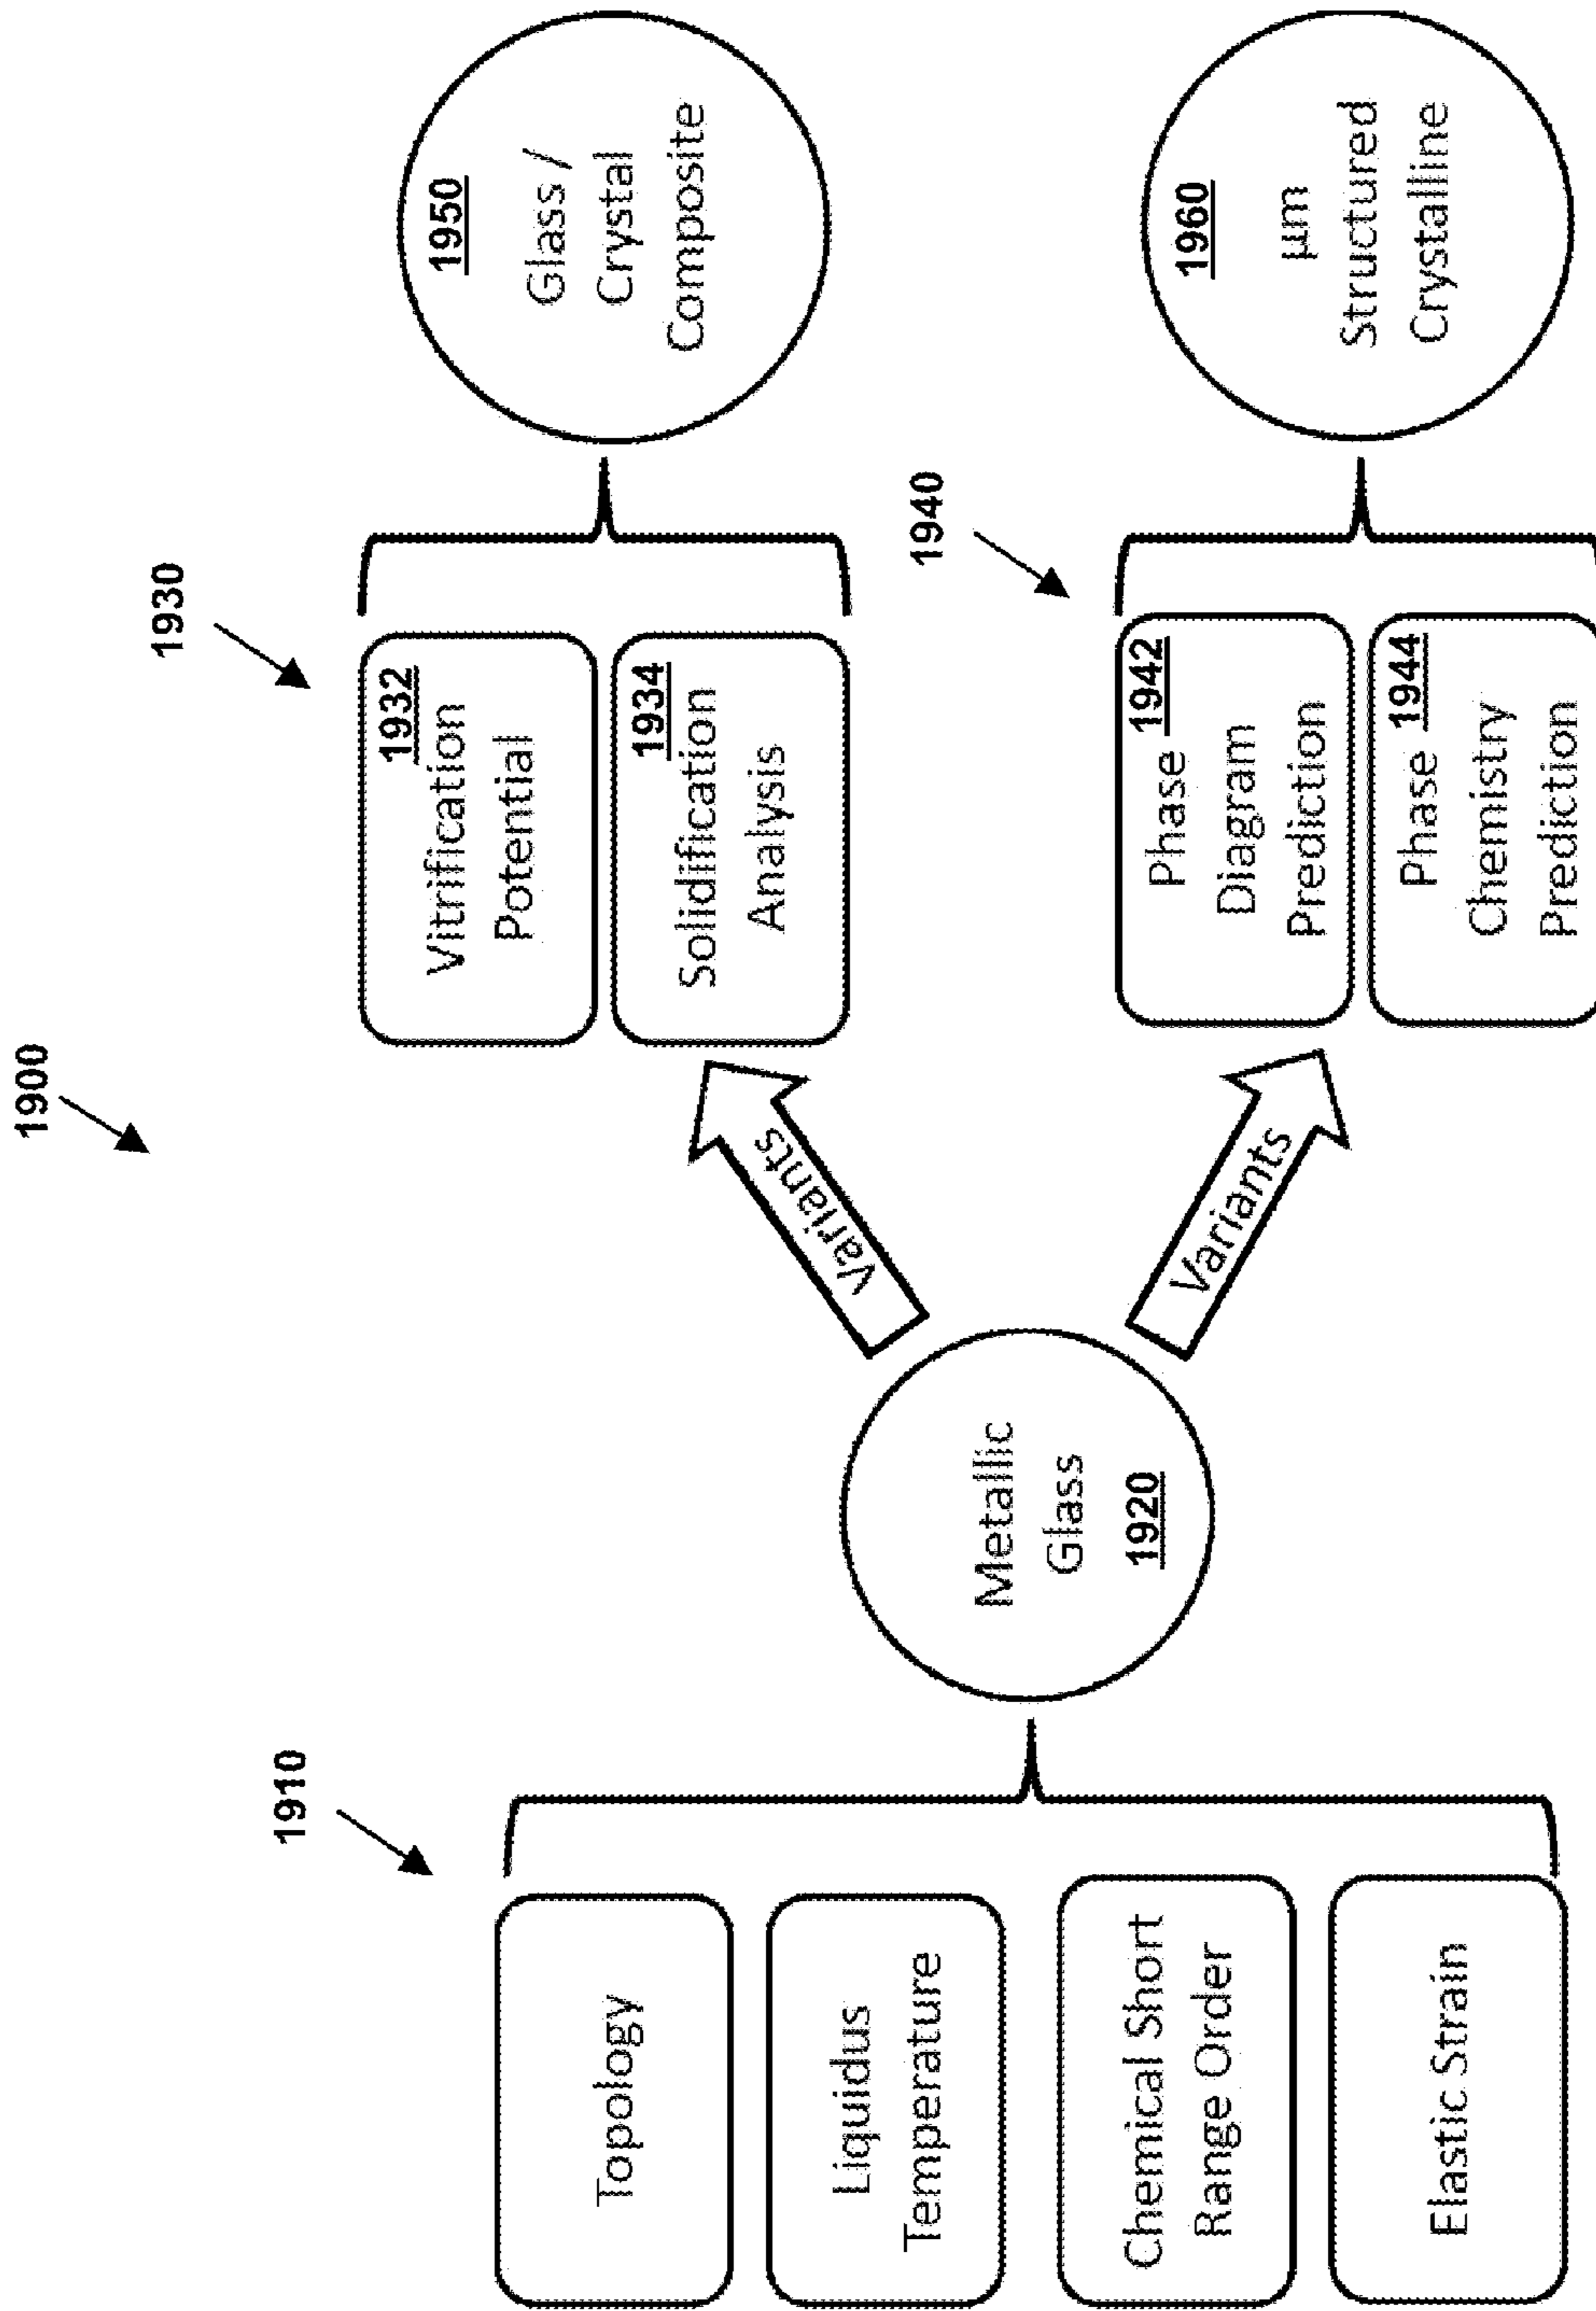 1900
1910
Topology
Liquidus
Temperature
Chemical Short
Range Order
Elastic Strain
Metallic
Glass
1920
Variants
Variants
1930
1932
Vitrification
Potential
1934
Solidification
Analysis
1940
Phase 1942
Diagram
Prediction
Phase 1944
Chemistry
Prediction
1950
Glass /
Crystal
Composite
1960
µm
Structured
Crystalline